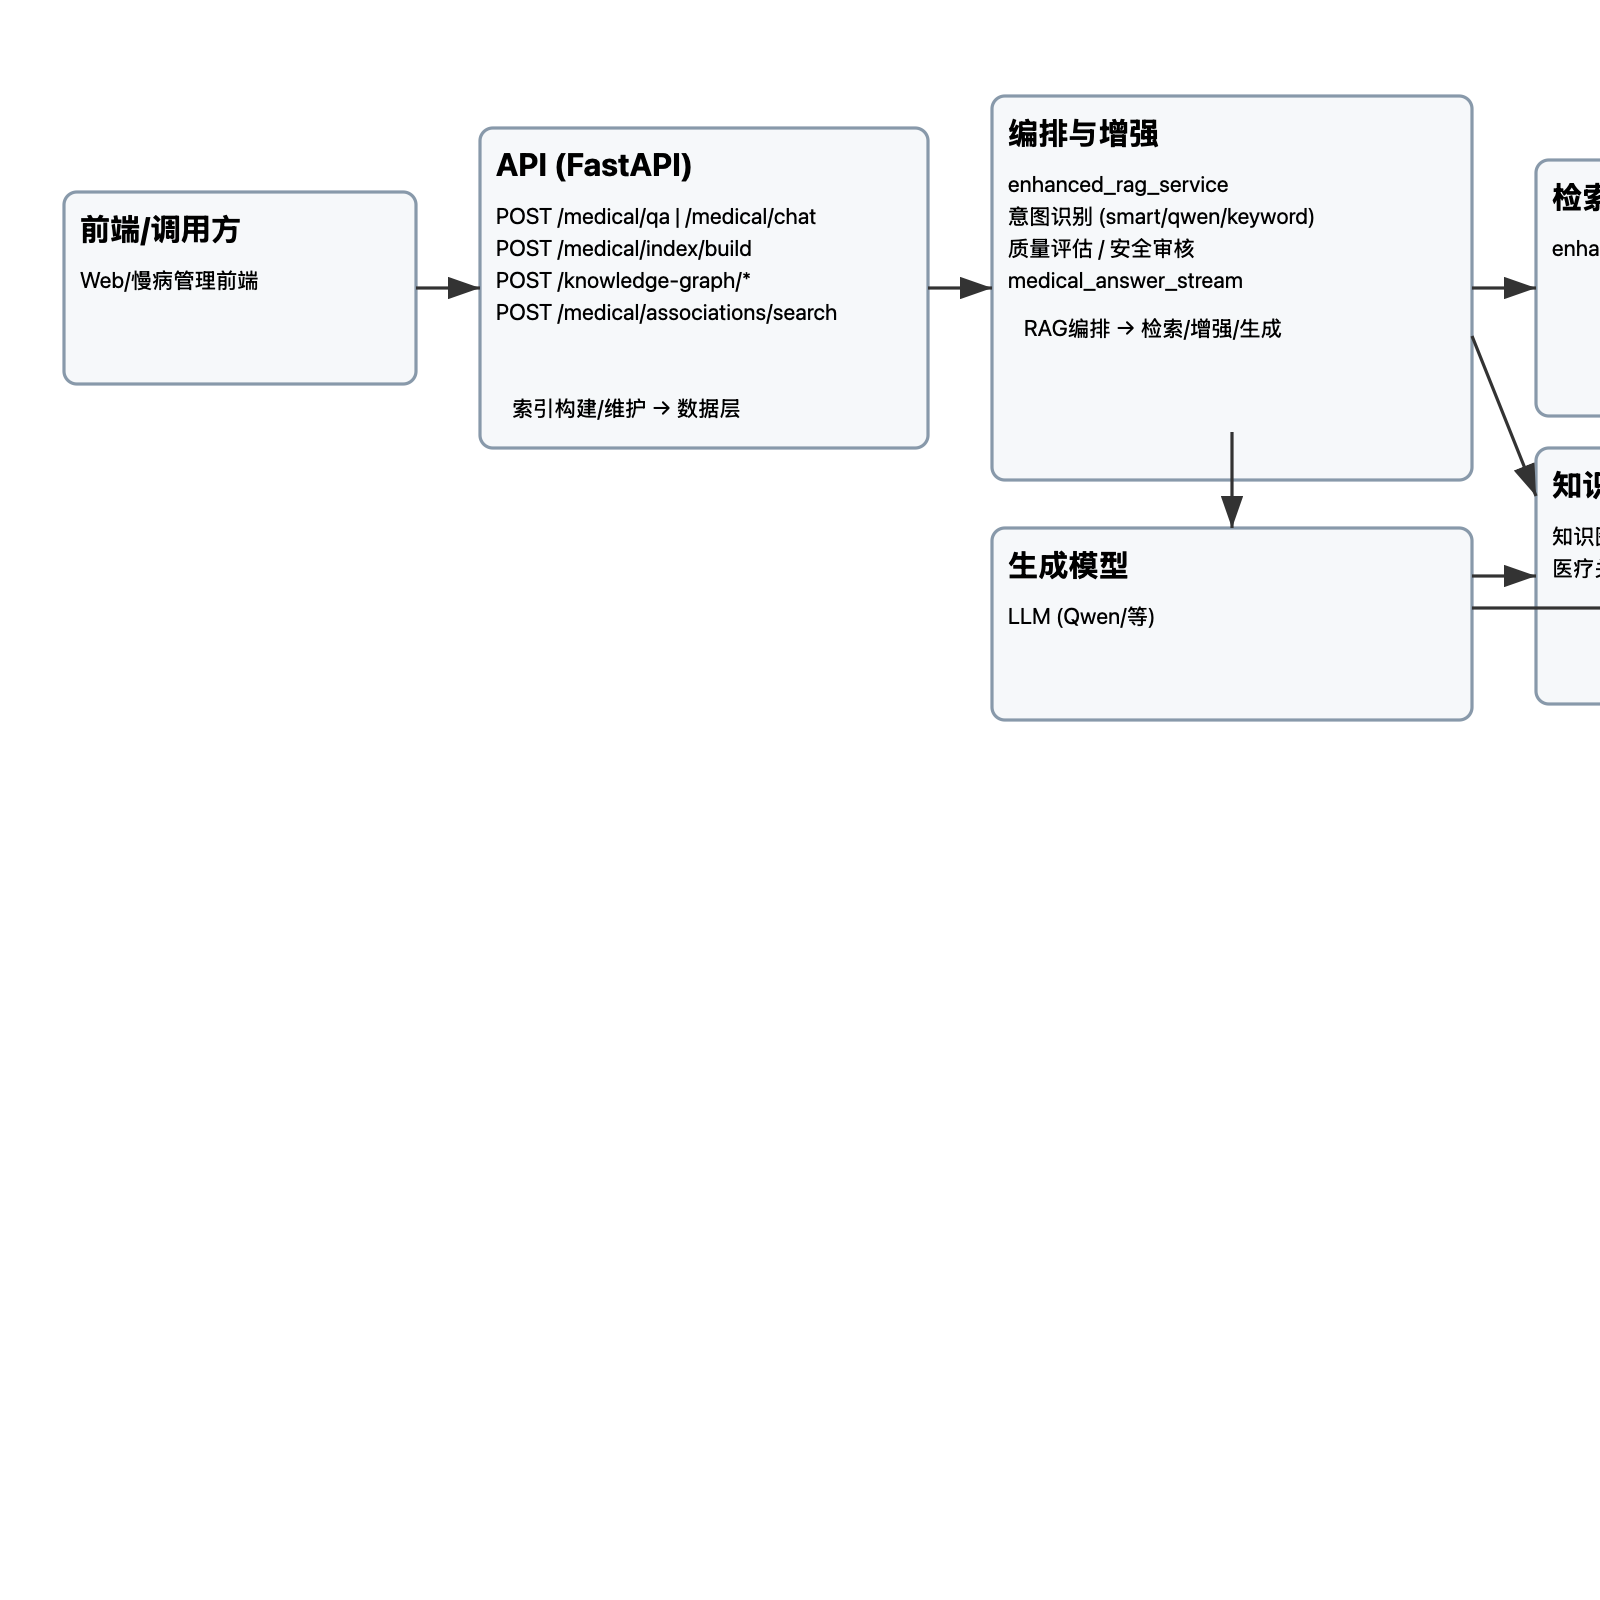 前端/调用方
Web/慢病管理前端
API (FastAPI)
POST /medical/qa | /medical/chat
POST /medical/index/build
POST /knowledge-graph/*
POST /medical/associations/search
索引构建/维护 → 数据层
编排与增强
enhanced_rag_service
意图识别 (smart/qwen/keyword)
质量评估 / 安全审核
medical_answer_stream
RAG编排 → 检索/增强/生成
生成模型
LLM (Qwen/等)
检
enha
知
知识
医疗